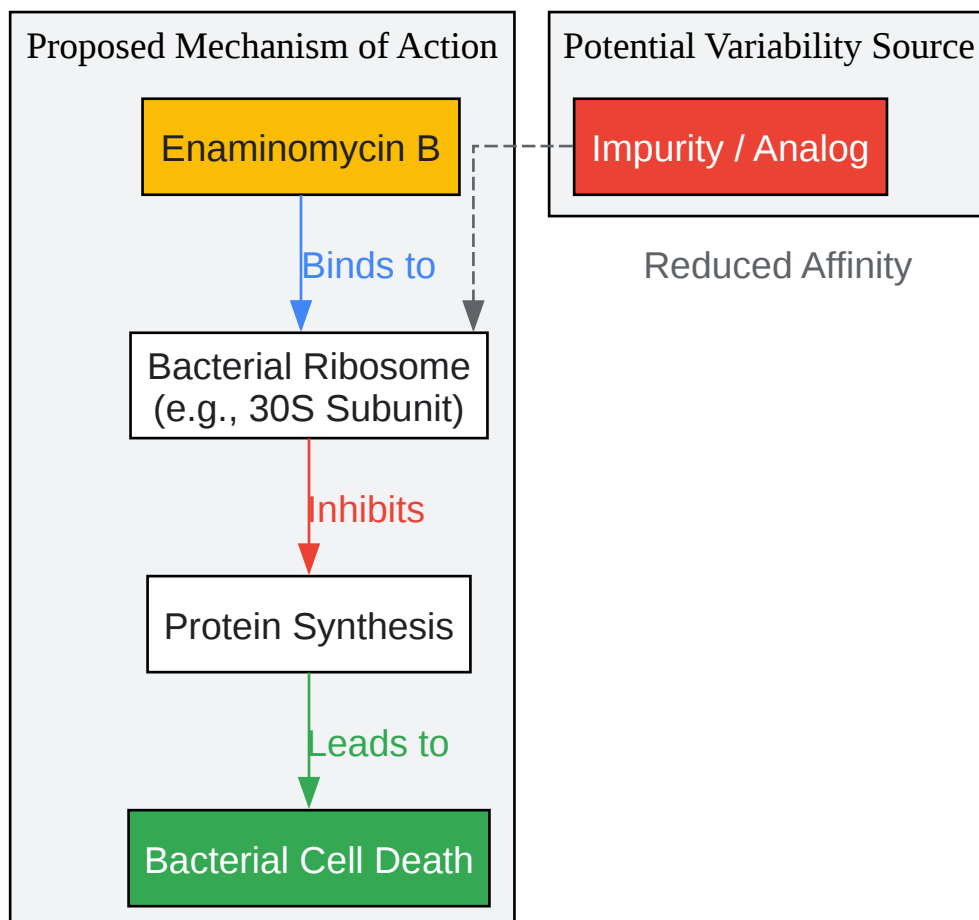 Proposed Mechanism of Action
Enaminomycin B
Binds to
Bacterial Ribosome
(e.g., 30S Subunit)
Inhibits
Protein Synthesis
Leads to
Bacterial Cell Death
Potential Variability Source
Impurity / Analog
Reduced Affinity